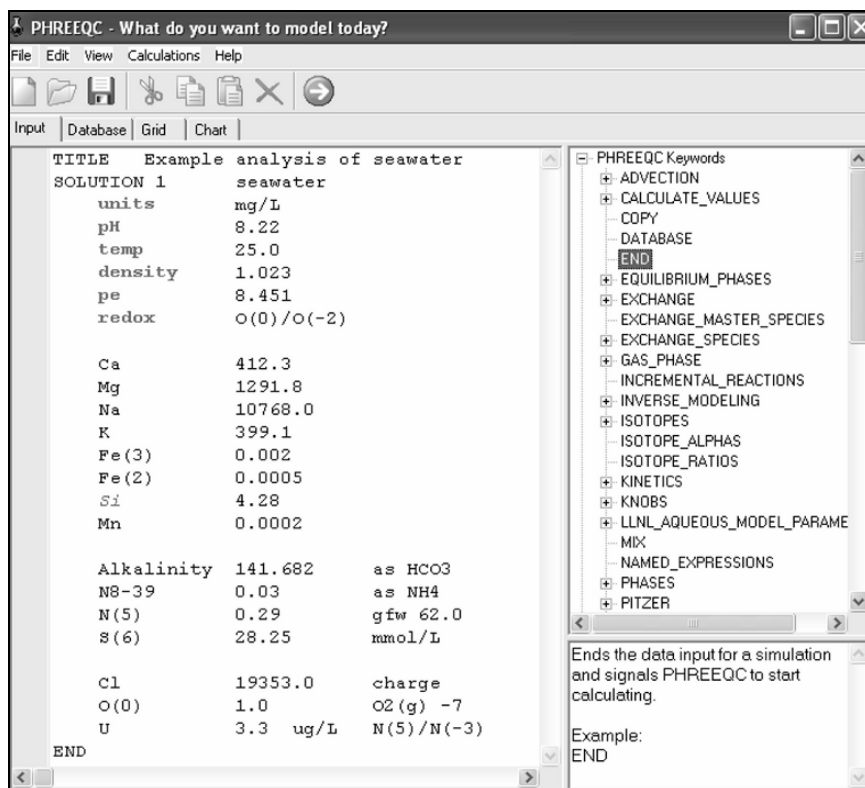 PHREEQC - What do you want to model today?
File Edit View Calculations Help
Input Database Grid Chart
TITLE Example analysis of seawater
SOLUTION 1 seawater
units mg/L
pH 8.22
temp 25.0
density 1.023
pe 8.451
redox O(0)/O(-2)
Ca 412.3
Mg 1291.8
Na 10768.0
K 399.1
Fe(3) 0.002
Fe(2) 0.0005
Si 4.28
Mn 0.0002
Alkalinity 141.682 as HCO3
N8-39 0.03 as NH4
N(5) 0.29 gfw 62.0
S(6) 28.25 mmol/L
Cl 19353.0 charge
O(0) 1.0 O2(g) -7
U 3.3 ug/L N(5)/N(-3)
END
PHREEQC Keywords
ADVECTION
CALCULATE_VALUES
COPY
DATABASE
END
EQUILIBRIUM_PHASES
EXCHANGE
EXCHANGE_MASTER_SPECIES
EXCHANGE_SPECIES
GAS_PHASE
INCREMENTAL_REACTIONS
INVERSE_MODELING
ISOTOPES
ISOTOPE_ALPHAS
ISOTOPE_RATIOS
KINETICS
KNOBS
LLNL_AQUEOUS_MODEL_PARAME
MIX
NAMED_EXPRESSIONS
PHASES
PITZER
Ends the data input for a simulation
and signals PHREEQC to start
calculating.
Example:
END